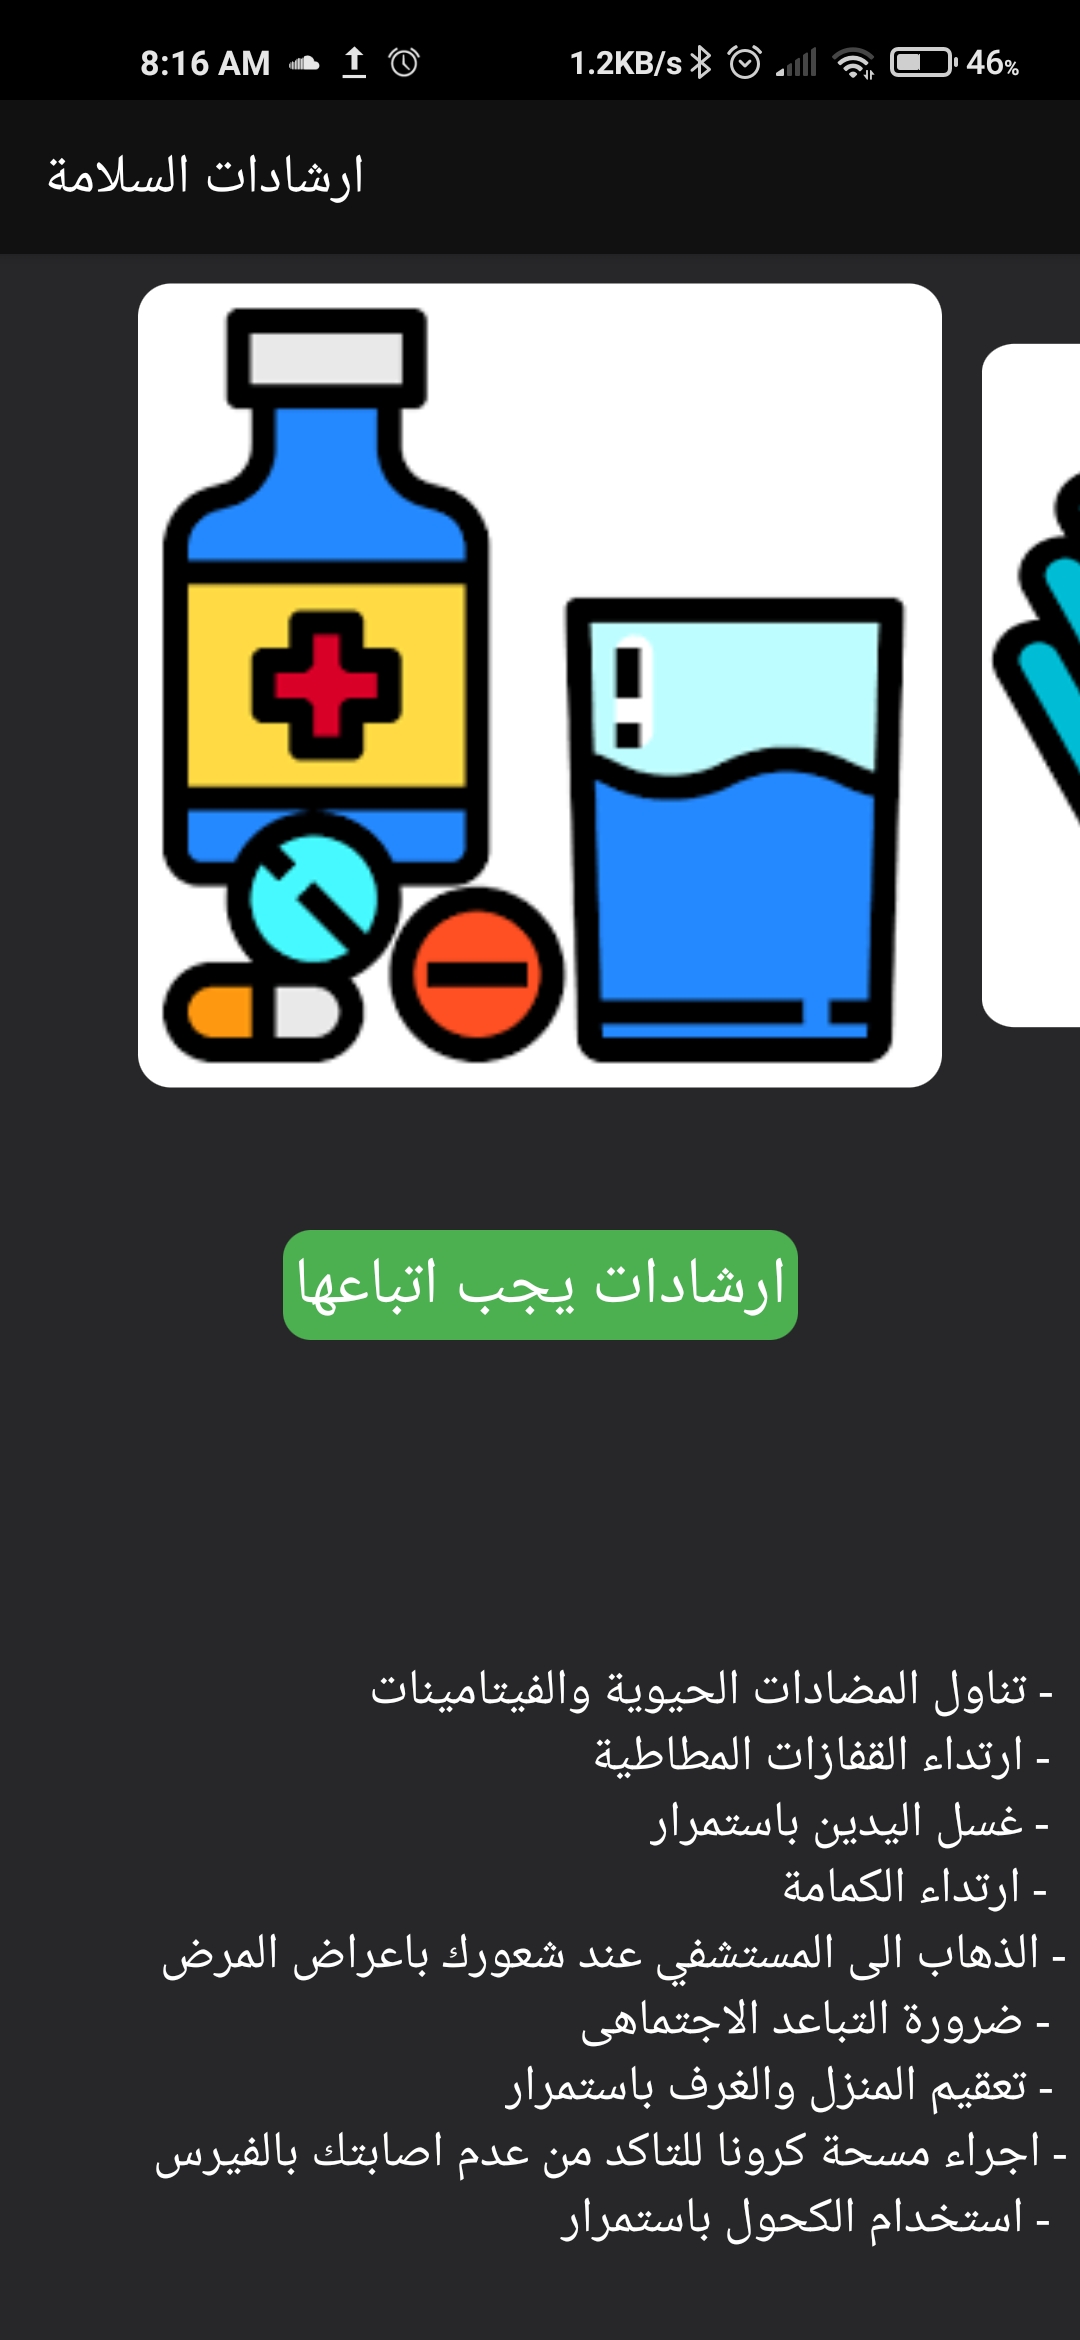 8:16 AM 1.2KB/s 46%
ارشادات السلامة
ارشادات يجب اتباعها
- تناول المضادات الحيوية والفيتامينات
- ارتداء القفازات المطاطية
- غسل اليدين باستمرار
- ارتداء الكمامة
- الذهاب الى المستشفي عند شعورك باعراض المرض
- ضرورة التباعد الاجتماهى
- تعقيم المنزل والغرف باستمرار
- اجراء مسحة كرونا للتاكد من عدم اصابتك بالفيرس
- استخدام الكحول باستمرار